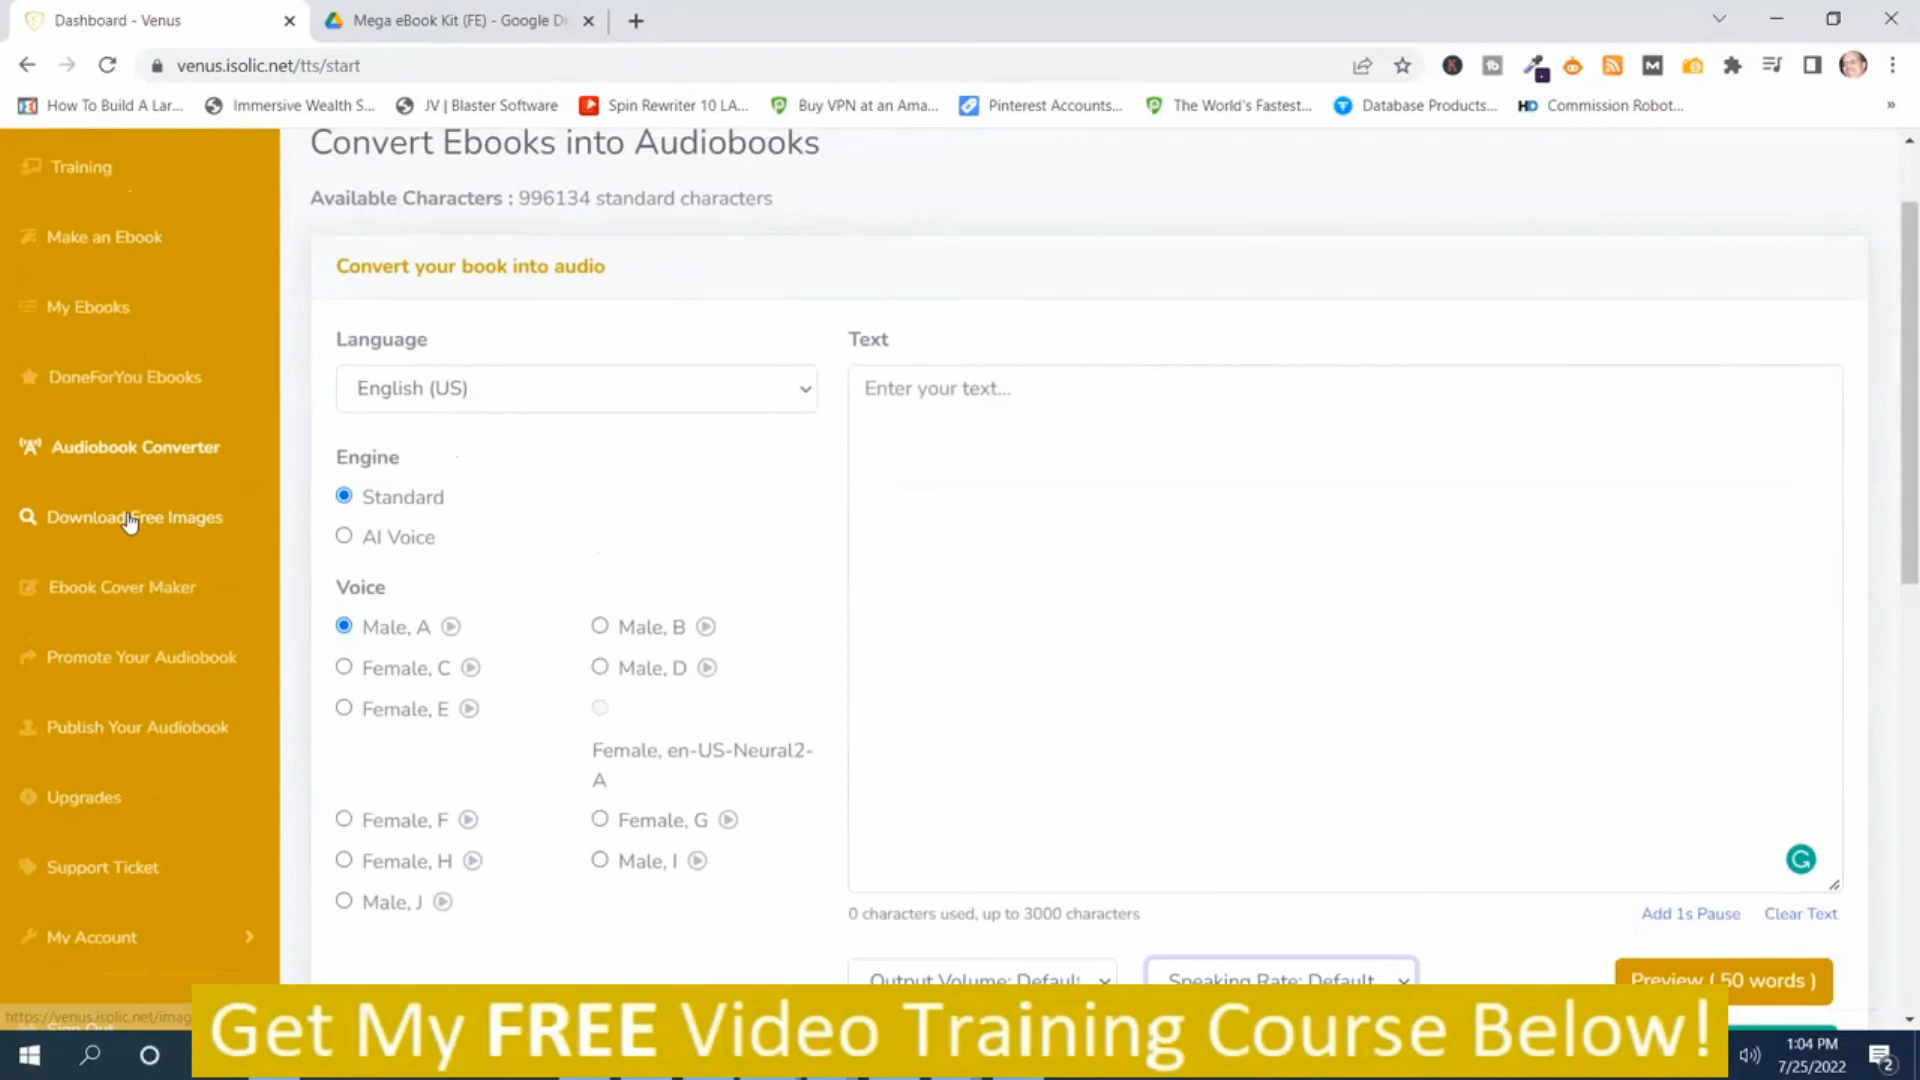 Dashboard - Venus
Mega eBook Kit (FE) - Google Dr
venus.isolic.net/tts/start
How To Build A Lar...
Immersive Wealth S...
JV | Blaster Software
Spin Rewriter 10 LA...
Buy VPN at an Ama...
Pinterest Accounts...
The World's Fastest...
Database Products...
HD Commission Robot...
»
Training
Make an Ebook
My Ebooks
DoneForYou Ebooks
Audiobook Converter
Download Free Images
Ebook Cover Maker
Promote Your Audiobook
Publish Your Audiobook
Upgrades
Support Ticket
My Account
Sign Out
https://venus.isolic.net/imag
Convert Ebooks into Audiobooks
Available Characters : 996134 standard characters
Convert your book into audio
Language
English (US)
Engine
Standard
AI Voice
Voice
Male, A
Male, B
Female, C
Male, D
Female, E
Female, en-US-Neural2-
A
Female, F
Female, G
Female, H
Male, I
Male, J
Text
Enter your text...
0 characters used, up to 3000 characters
Add 1s Pause
Clear Text
Output Volume: Default
Speaking Rate: Default
Preview ( 50 words )
Get My FREE Video Training Course Below!
1:04 PM
7/25/2022
2